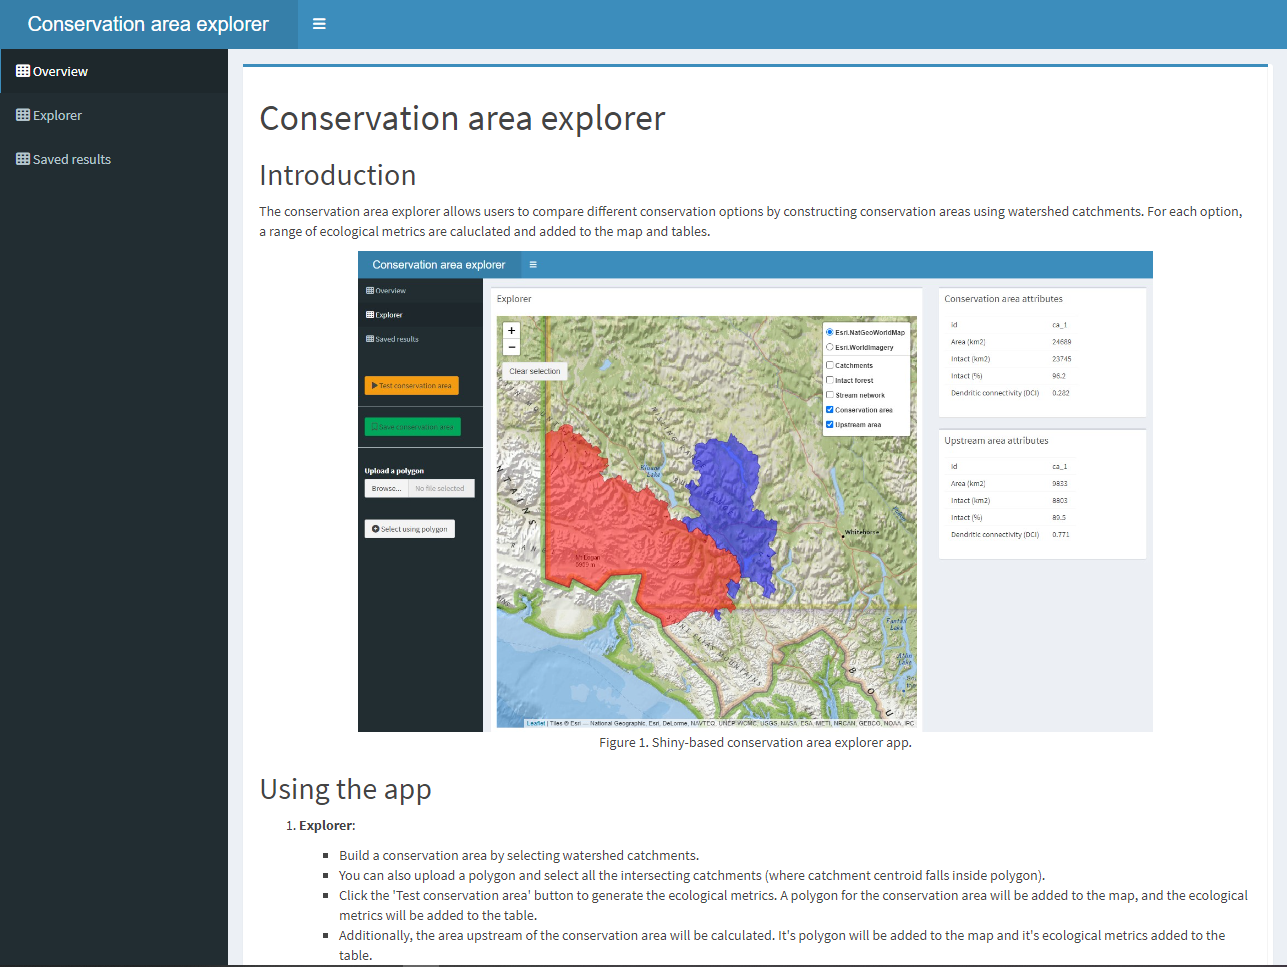 Conservation area explorer
Overview
Explorer
Saved results
Conservation area explorer
Introduction
The conservation area explorer allows users to compare different conservation options by constructing conservation areas using watershed catchments. For each option,
a range of ecological metrics are caluclated and added to the map and tables.
Conservation area explorer
Overview
Explorer
Saved results
Test conservation area
Save conservation area
Upload a polygon
Browse... No file selected
Select using polygon
Explorer
+
−
Clear selection
Esri.NatGeoWorldMap
Esri.WorldImagery
Catchments
Intact forest
Stream network
Conservation area
Upstream area
Kluane
Lake
Whitehorse
Mt Logan
5959 m
Leaflet | Tiles © Esri — National Geographic, Esri, DeLorme, NAVTEQ, UNEP-WCMC, USGS, NASA, ESA, METI, NRCAN, GEBCO, NOAA, iPC
Conservation area attributes
id ca_1
Area (km2) 24689
Intact (km2) 23745
Intact (%) 96.2
Dendritic connectivity (DCI) 0.282
Upstream area attributes
id ca_1
Area (km2) 9833
Intact (km2) 8803
Intact (%) 89.5
Dendritic connectivity (DCI) 0.771
Figure 1. Shiny-based conservation area explorer app.
Using the app
1. Explorer:
Build a conservation area by selecting watershed catchments.
You can also upload a polygon and select all the intersecting catchments (where catchment centroid falls inside polygon).
Click the 'Test conservation area' button to generate the ecological metrics. A polygon for the conservation area will be added to the map, and the ecological
metrics will be added to the table.
Additionally, the area upstream of the conservation area will be calculated. It's polygon will be added to the map and it's ecological metrics added to the
table.